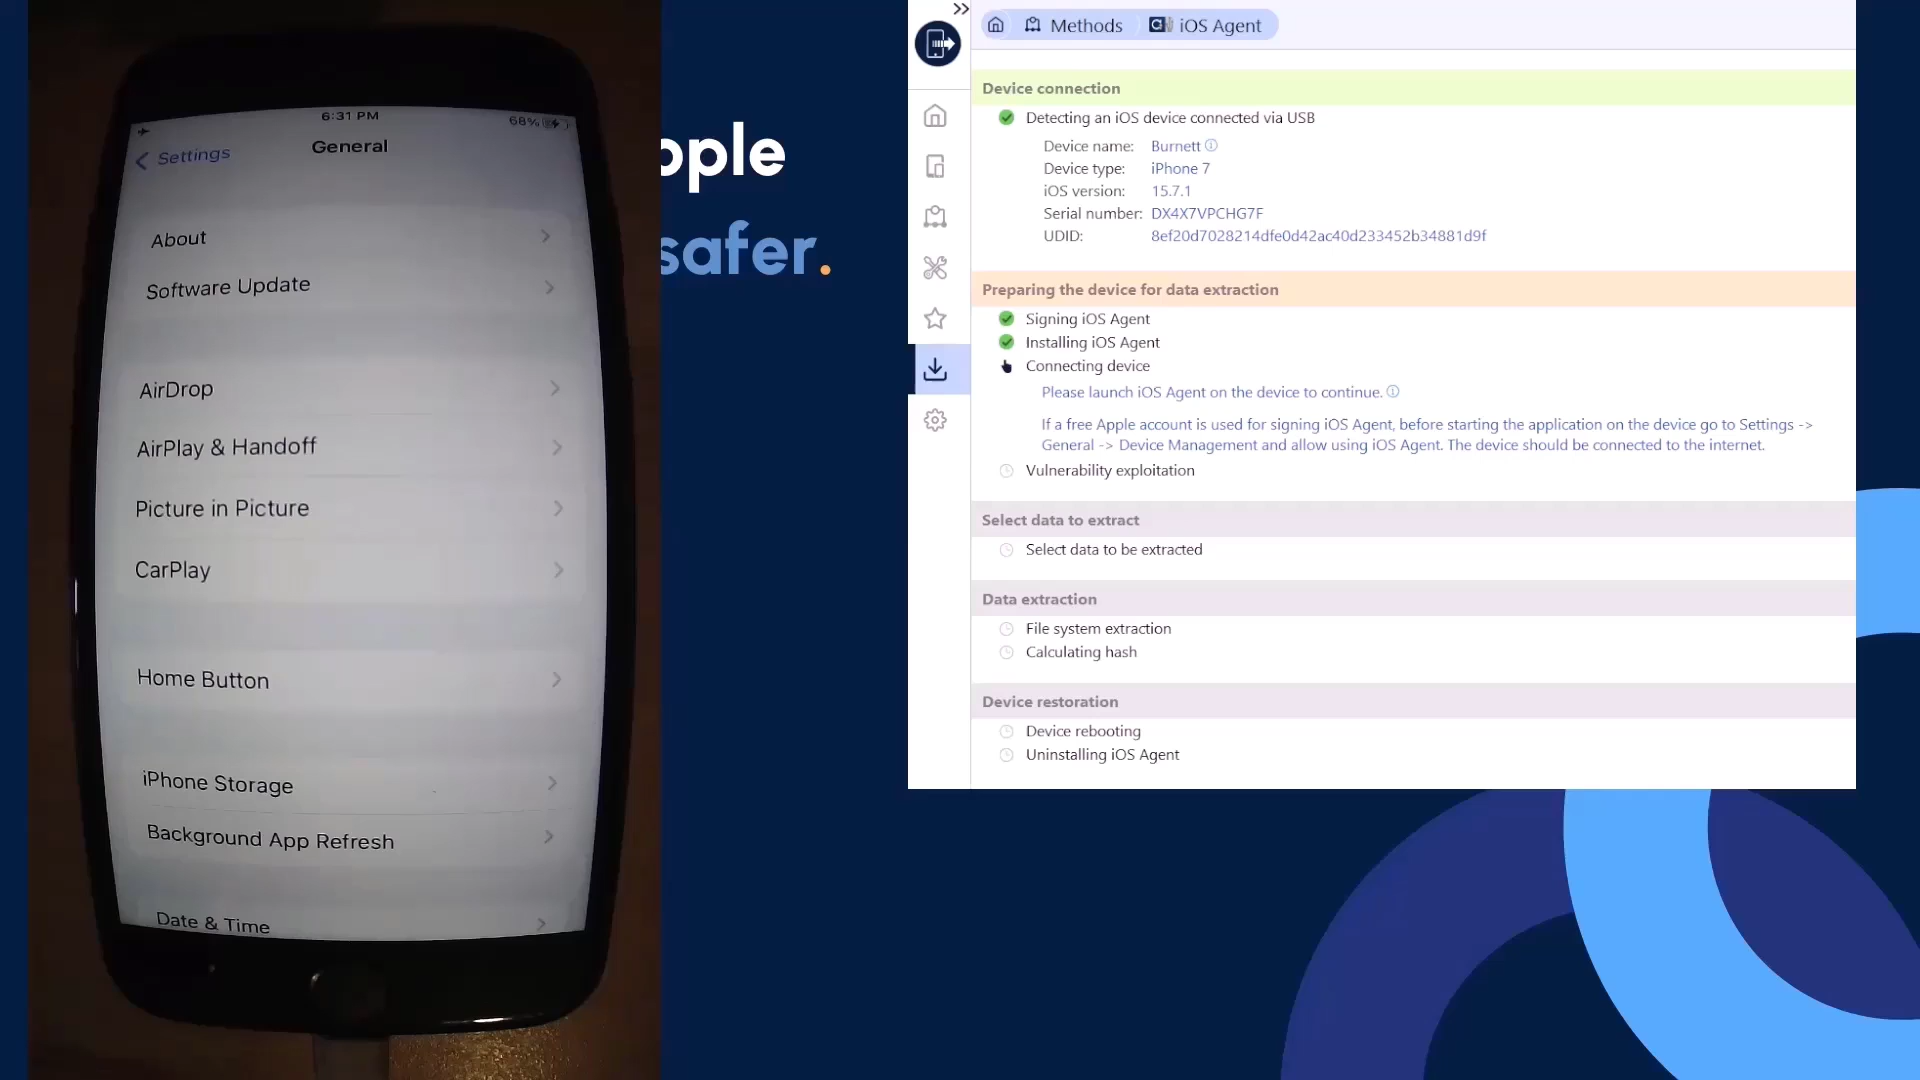 6:31 PM
68%
Settings
General
About
Software Update
AirDrop
AirPlay & Handoff
Picture in Picture
CarPlay
Home Button
iPhone Storage
Background App Refresh
Date & Time
ople
safer.
Methods
iOS Agent
Device connection
Detecting an iOS device connected via USB
Device name: Burnett
Device type: iPhone 7
iOS version: 15.7.1
Serial number: DX4X7VPCHG7F
UDID: 8ef20d7028214dfe0d42ac40d233452b34881d9f
Preparing the device for data extraction
Signing iOS Agent
Installing iOS Agent
Connecting device
Please launch iOS Agent on the device to continue.
If a free Apple account is used for signing iOS Agent, before starting the application on the device go to Settings ->
General -> Device Management and allow using iOS Agent. The device should be connected to the internet.
Vulnerability exploitation
Select data to extract
Select data to be extracted
Data extraction
File system extraction
Calculating hash
Device restoration
Device rebooting
Uninstalling iOS Agent